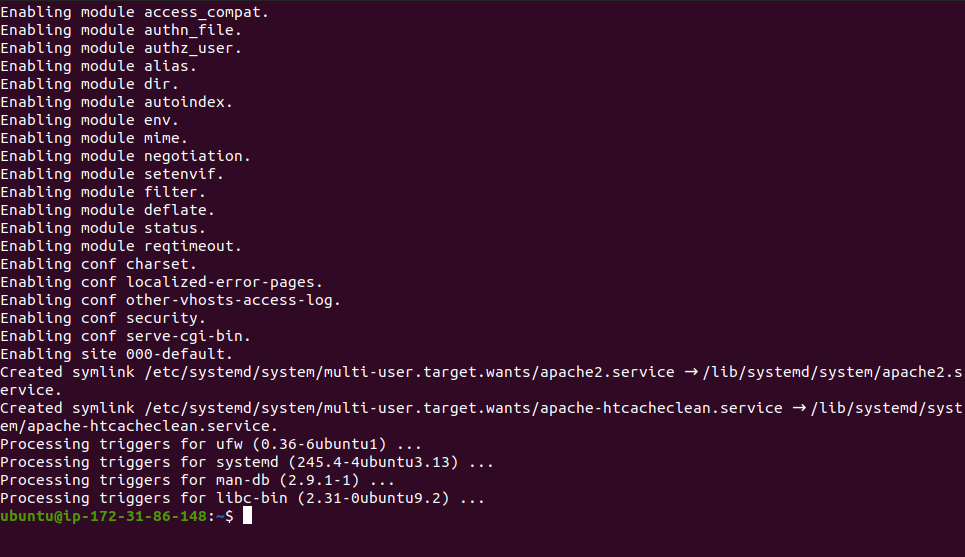 Enabling module access_compat.
Enabling module authn_file.
Enabling module authz_user.
Enabling module alias.
Enabling module dir.
Enabling module autoindex.
Enabling module env.
Enabling module mime.
Enabling module negotiation.
Enabling module setenvif.
Enabling module filter.
Enabling module deflate.
Enabling module status.
Enabling module reqtimeout.
Enabling conf charset.
Enabling conf localized-error-pages.
Enabling conf other-vhosts-access-log.
Enabling conf security.
Enabling conf serve-cgi-bin.
Enabling site 000-default.
Created symlink /etc/systemd/system/multi-user.target.wants/apache2.service → /lib/systemd/system/apache2.s
ervice.
Created symlink /etc/systemd/system/multi-user.target.wants/apache-htcacheclean.service → /lib/systemd/syst
em/apache-htcacheclean.service.
Processing triggers for ufw (0.36-6ubuntu1) ...
Processing triggers for systemd (245.4-4ubuntu3.13) ...
Processing triggers for man-db (2.9.1-1) ...
Processing triggers for libc-bin (2.31-0ubuntu9.2) ...
ubuntu@ip-172-31-86-148:~$